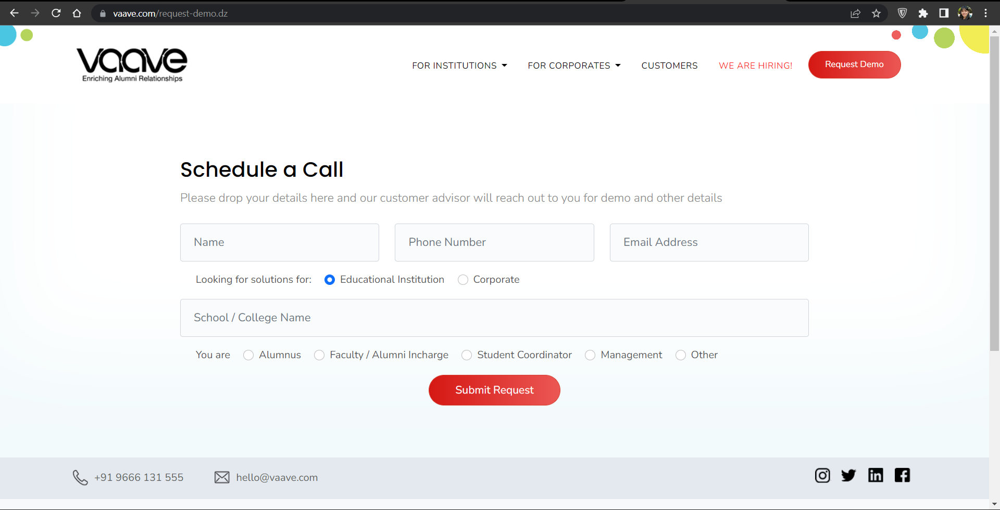 vaave.com/request-demo.dz
vaave
Enriching Alumni Relationships
FOR INSTITUTIONS
FOR CORPORATES
CUSTOMERS
WE ARE HIRING!
Request Demo
Schedule a Call
Please drop your details here and our customer advisor will reach out to you for demo and other details
Name
Phone Number
Email Address
Looking for solutions for: Educational Institution Corporate
School / College Name
You are Alumnus Faculty / Alumni Incharge Student Coordinator Management Other
Submit Request
+91 9666 131 555
hello@vaave.com